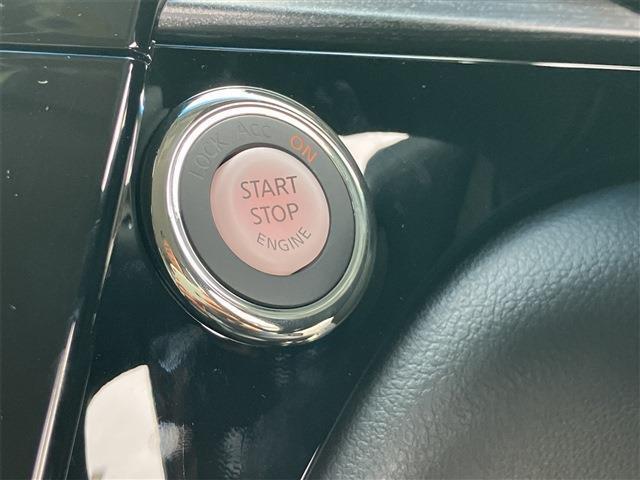 LOCK Acc ON
START
STOP
ENGINE